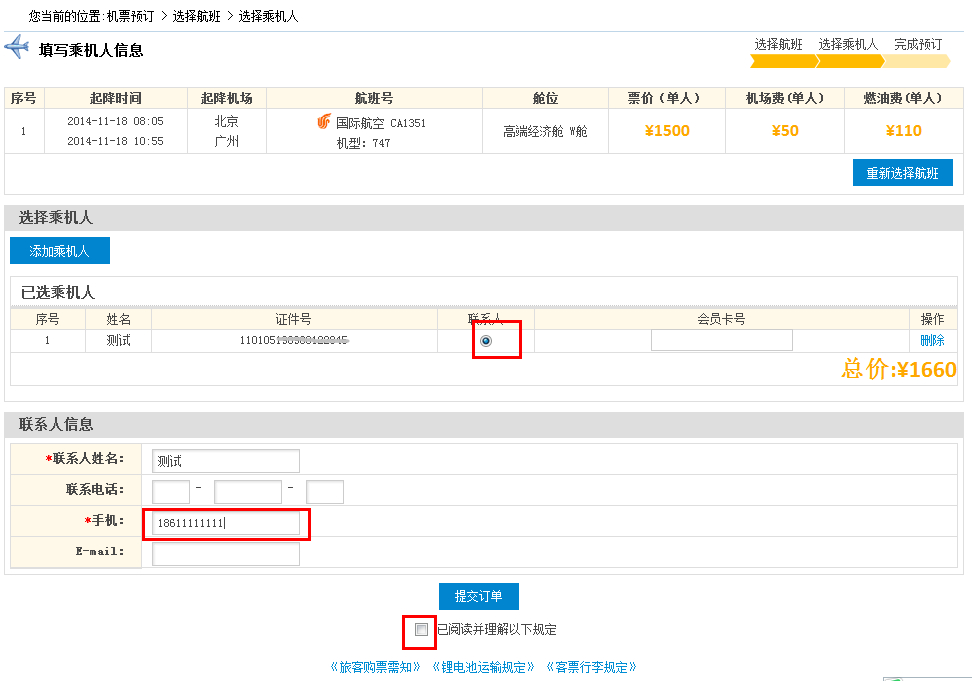 您当前的位置:机票预订 > 选择航班 > 选择乘机人
填写乘机人信息
选择航班 选择乘机人 完成预订
序号 起降时间 起降机场 航班号 舱位 票价（单人） 机场费(单人) 燃油费(单人)
1 2014-11-18 08:05 北京 国际航空 CA1351 高端经济舱 W舱 ¥1500 ¥50 ¥110
2014-11-18 10:55 广州 机型: 747
重新选择航班
选择乘机人
添加乘机人
已选乘机人
序号 姓名 证件号 联系人 会员卡号 操作
1 测试 删除
总价:¥1660
联系人信息
*联系人姓名: 测试
联系电话: - -
*手机: 18611111111
E-mail:
提交订单
已阅读并理解以下规定
《旅客购票需知》 《锂电池运输规定》 《客票行李规定》